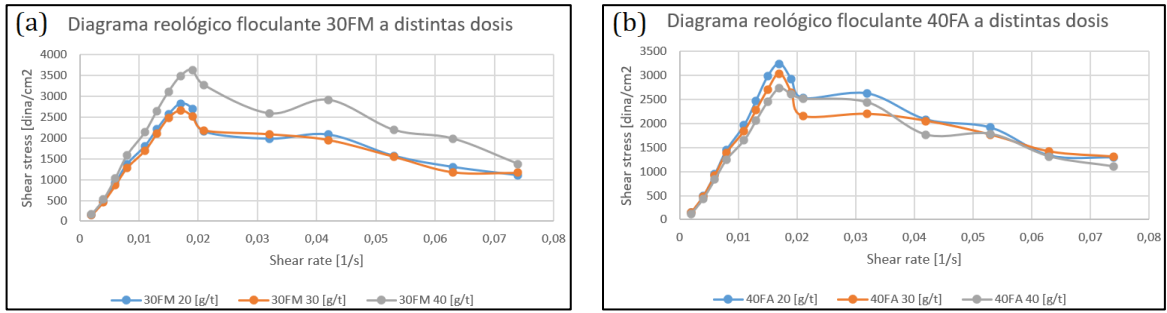 (a)
Diagrama reológico floculante 30FM a distintas dosis
Shear stress [dina/cm2]
4000
3500
3000
2500
2000
1500
1000
500
0
0 0,01 0,02 0,03 0,04 0,05 0,06 0,07 0,08
Shear rate [1/s]
30FM 20 [g/t] 30FM 30 [g/t] 30FM 40 [g/t]
(b)
Diagrama reológico floculante 40FA a distintas dosis
Shear stress [dina/cm2]
3500
3000
2500
2000
1500
1000
500
0
0 0,01 0,02 0,03 0,04 0,05 0,06 0,07 0,08
Shear rate [1/s]
40FA 20 [g/t] 40FA 30 [g/t] 40FA 40 [g/t]